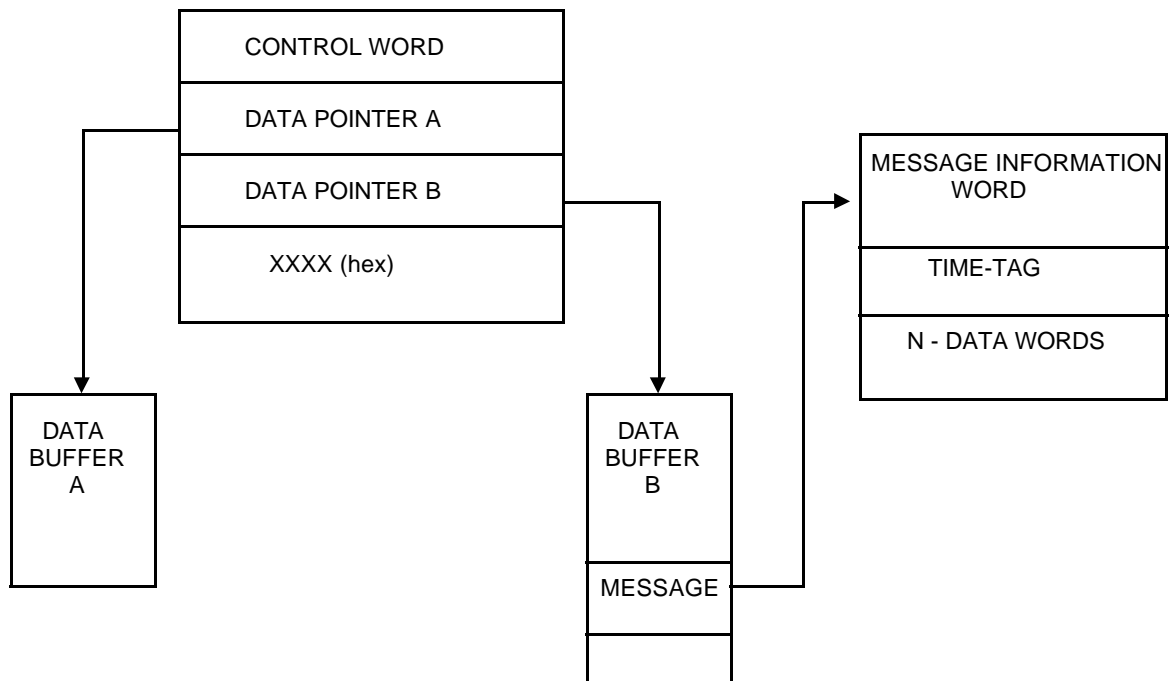 CONTROL WORD
DATA POINTER A
DATA POINTER B
XXXX (hex)
MESSAGE INFORMATION
WORD
TIME-TAG
N - DATA WORDS
DATA
BUFFER
A
DATA
BUFFER
B
MESSAGE